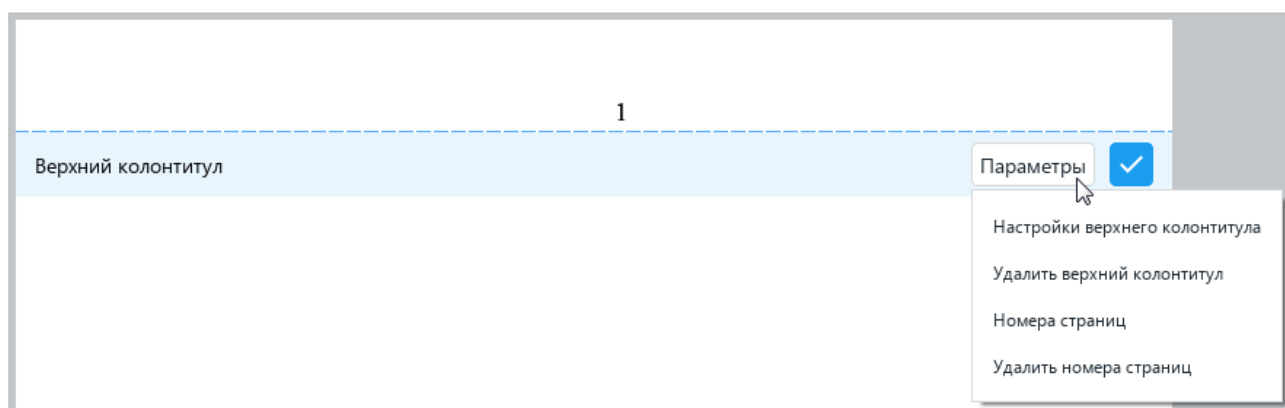 1
Верхний колонтитул
Параметры
Настройки верхнего колонтитула
Удалить верхний колонтитул
Номера страниц
Удалить номера страниц